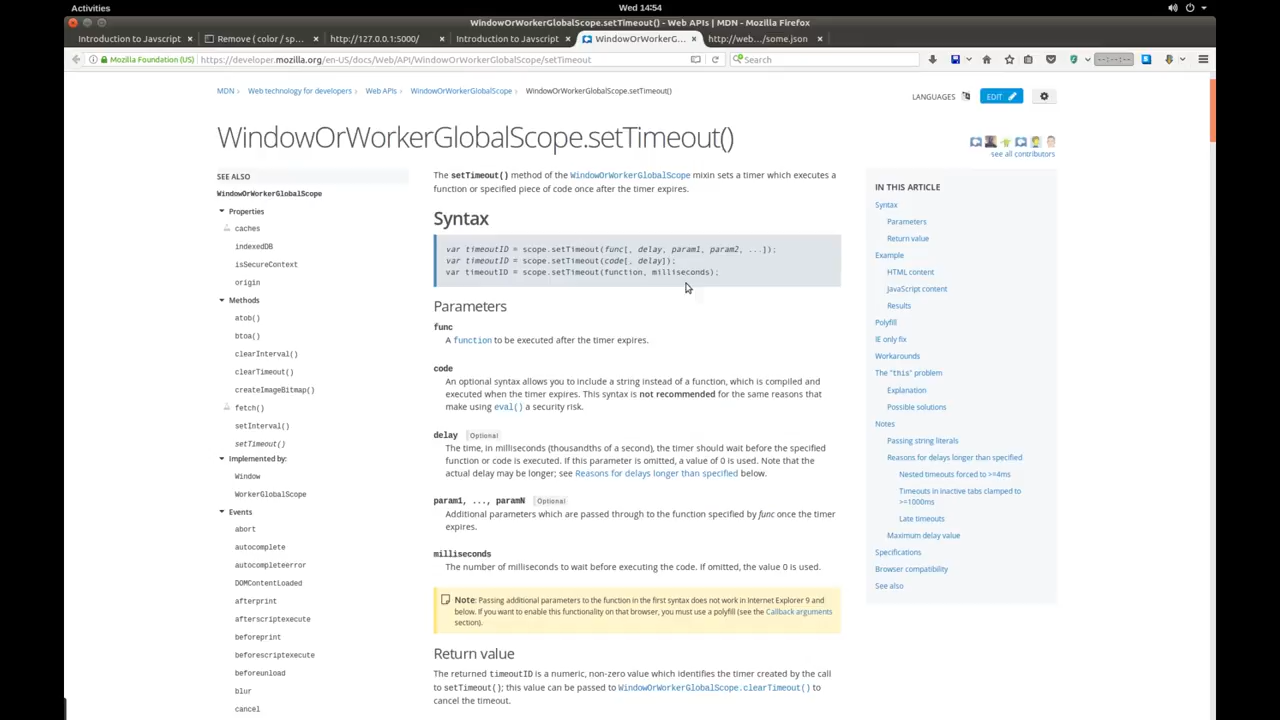 Activities
Wed 14:54
WindowOrWorkerGlobalScope.setTimeout() - Web APIs | MDN - Mozilla Firefox
Introduction to Javascript
Remove ( color / sp...
http://127.0.0.1:5000/
Introduction to Javascript
WindowOrWorkerG...
http://web.../some.json
Mozilla Foundation (US)
https://developer.mozilla.org/en-US/docs/Web/API/WindowOrWorkerGlobalScope/setTimeout
Search
--:--:--
MDN
Web technology for developers
Web APIs
WindowOrWorkerGlobalScope
WindowOrWorkerGlobalScope.setTimeout()
LANGUAGES
EDIT
WindowOrWorkerGlobalScope.setTimeout()
see all contributors
SEE ALSO
WindowOrWorkerGlobalScope
Properties
caches
indexedDB
isSecureContext
origin
Methods
atob()
btoa()
clearInterval()
clearTimeout()
createImageBitmap()
fetch()
setInterval()
setTimeout()
Implemented by:
Window
WorkerGlobalScope
Events
abort
autocomplete
autocompleteerror
DOMContentLoaded
afterprint
afterscriptexecute
beforeprint
beforescriptexecute
beforeunload
blur
cancel
The setTimeout() method of the WindowOrWorkerGlobalScope mixin sets a timer which executes a
function or specified piece of code once after the timer expires.
Syntax
var timeoutID = scope.setTimeout(func[, delay, param1, param2, ...]);
var timeoutID = scope.setTimeout(code[, delay]);
var timeoutID = scope.setTimeout(function, milliseconds);
Parameters
func
A function to be executed after the timer expires.
code
An optional syntax allows you to include a string instead of a function, which is compiled and
executed when the timer expires. This syntax is not recommended for the same reasons that
make using eval() a security risk.
delay Optional
The time, in milliseconds (thousandths of a second), the timer should wait before the specified
function or code is executed. If this parameter is omitted, a value of 0 is used. Note that the
actual delay may be longer; see Reasons for delays longer than specified below.
param1, ..., paramN Optional
Additional parameters which are passed through to the function specified by func once the timer
expires.
milliseconds
The number of milliseconds to wait before executing the code. If omitted, the value 0 is used.
Note: Passing additional parameters to the function in the first syntax does not work in Internet Explorer 9 and
below. If you want to enable this functionality on that browser, you must use a polyfill (see the Callback arguments
section).
Return value
The returned timeoutID is a numeric, non-zero value which identifies the timer created by the call
to setTimeout(); this value can be passed to WindowOrWorkerGlobalScope.clearTimeout() to
cancel the timeout.
IN THIS ARTICLE
Syntax
Parameters
Return value
Example
HTML content
JavaScript content
Results
Polyfill
IE only fix
Workarounds
The "this" problem
Explanation
Possible solutions
Notes
Passing string literals
Reasons for delays longer than specified
Nested timeouts forced to >=4ms
Timeouts in inactive tabs clamped to
>=1000ms
Late timeouts
Maximum delay value
Specifications
Browser compatibility
See also